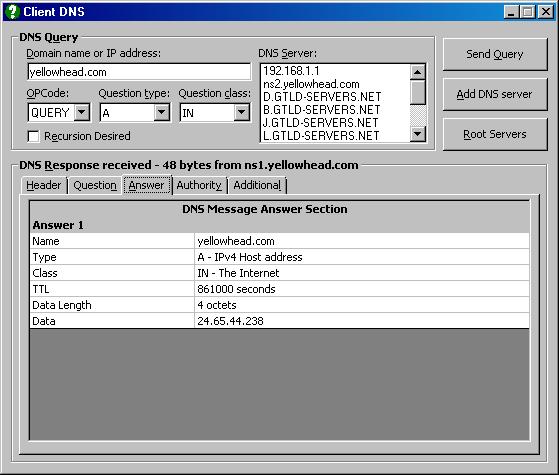 Client DNS
DNS Query
Domain name or IP address:
yellowhead.com
OPCode:
QUERY
Question type:
A
Question class:
IN
Recursion Desired
DNS Server:
192.168.1.1
ns2.yellowhead.com
D.GTLD-SERVERS.NET
B.GTLD-SERVERS.NET
J.GTLD-SERVERS.NET
L.GTLD-SERVERS.NET
Send Query
Add DNS server
Root Servers
DNS Response received - 48 bytes from ns1.yellowhead.com
Header Question Answer Authority Additional
DNS Message Answer Section
Answer 1
Name yellowhead.com
Type A - IPv4 Host address
Class IN - The Internet
TTL 861000 seconds
Data Length 4 octets
Data 24.65.44.238